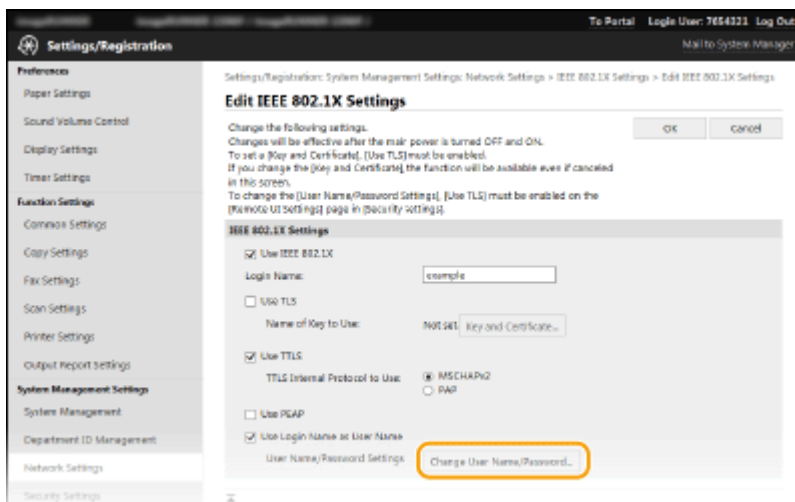 To Portal Login User: 7654321 Log Out
Settings/Registration
Mail to System Manager
Preferences
Paper Settings
Sound Volume Control
Display Settings
Timer Settings
Function Settings
Common Settings
Copy Settings
Fax Settings
Scan Settings
Printer Settings
Output Report Settings
System Management Settings
System Management
Department ID Management
Network Settings
Security Settings
Settings/Registration: System Management Settings: Network Settings > IEEE 802.1X Settings > Edit IEEE 802.1X Settings
Edit IEEE 802.1X Settings
Change the following settings.
Changes will be effective after the main power is turned OFF and ON.
To set a [Key and Certificate], [Use TLS] must be enabled.
If you change the [Key and Certificate], the function will be available even if canceled
in this screen.
To change the [User Name/Password Settings], [Use TLS] must be enabled on the
[Remote UI Settings] page in [Security Settings].
OK
Cancel
IEEE 802.1X Settings
Use IEEE 802.1X
Login Name: example
Use TLS
Name of Key to Use: Not set. Key and Certificate...
Use TTLS
TTLS Internal Protocol to Use: MSCHAPv2
PAP
Use PEAP
Use Login Name as User Name
User Name/Password Settings: Change User Name/Password...